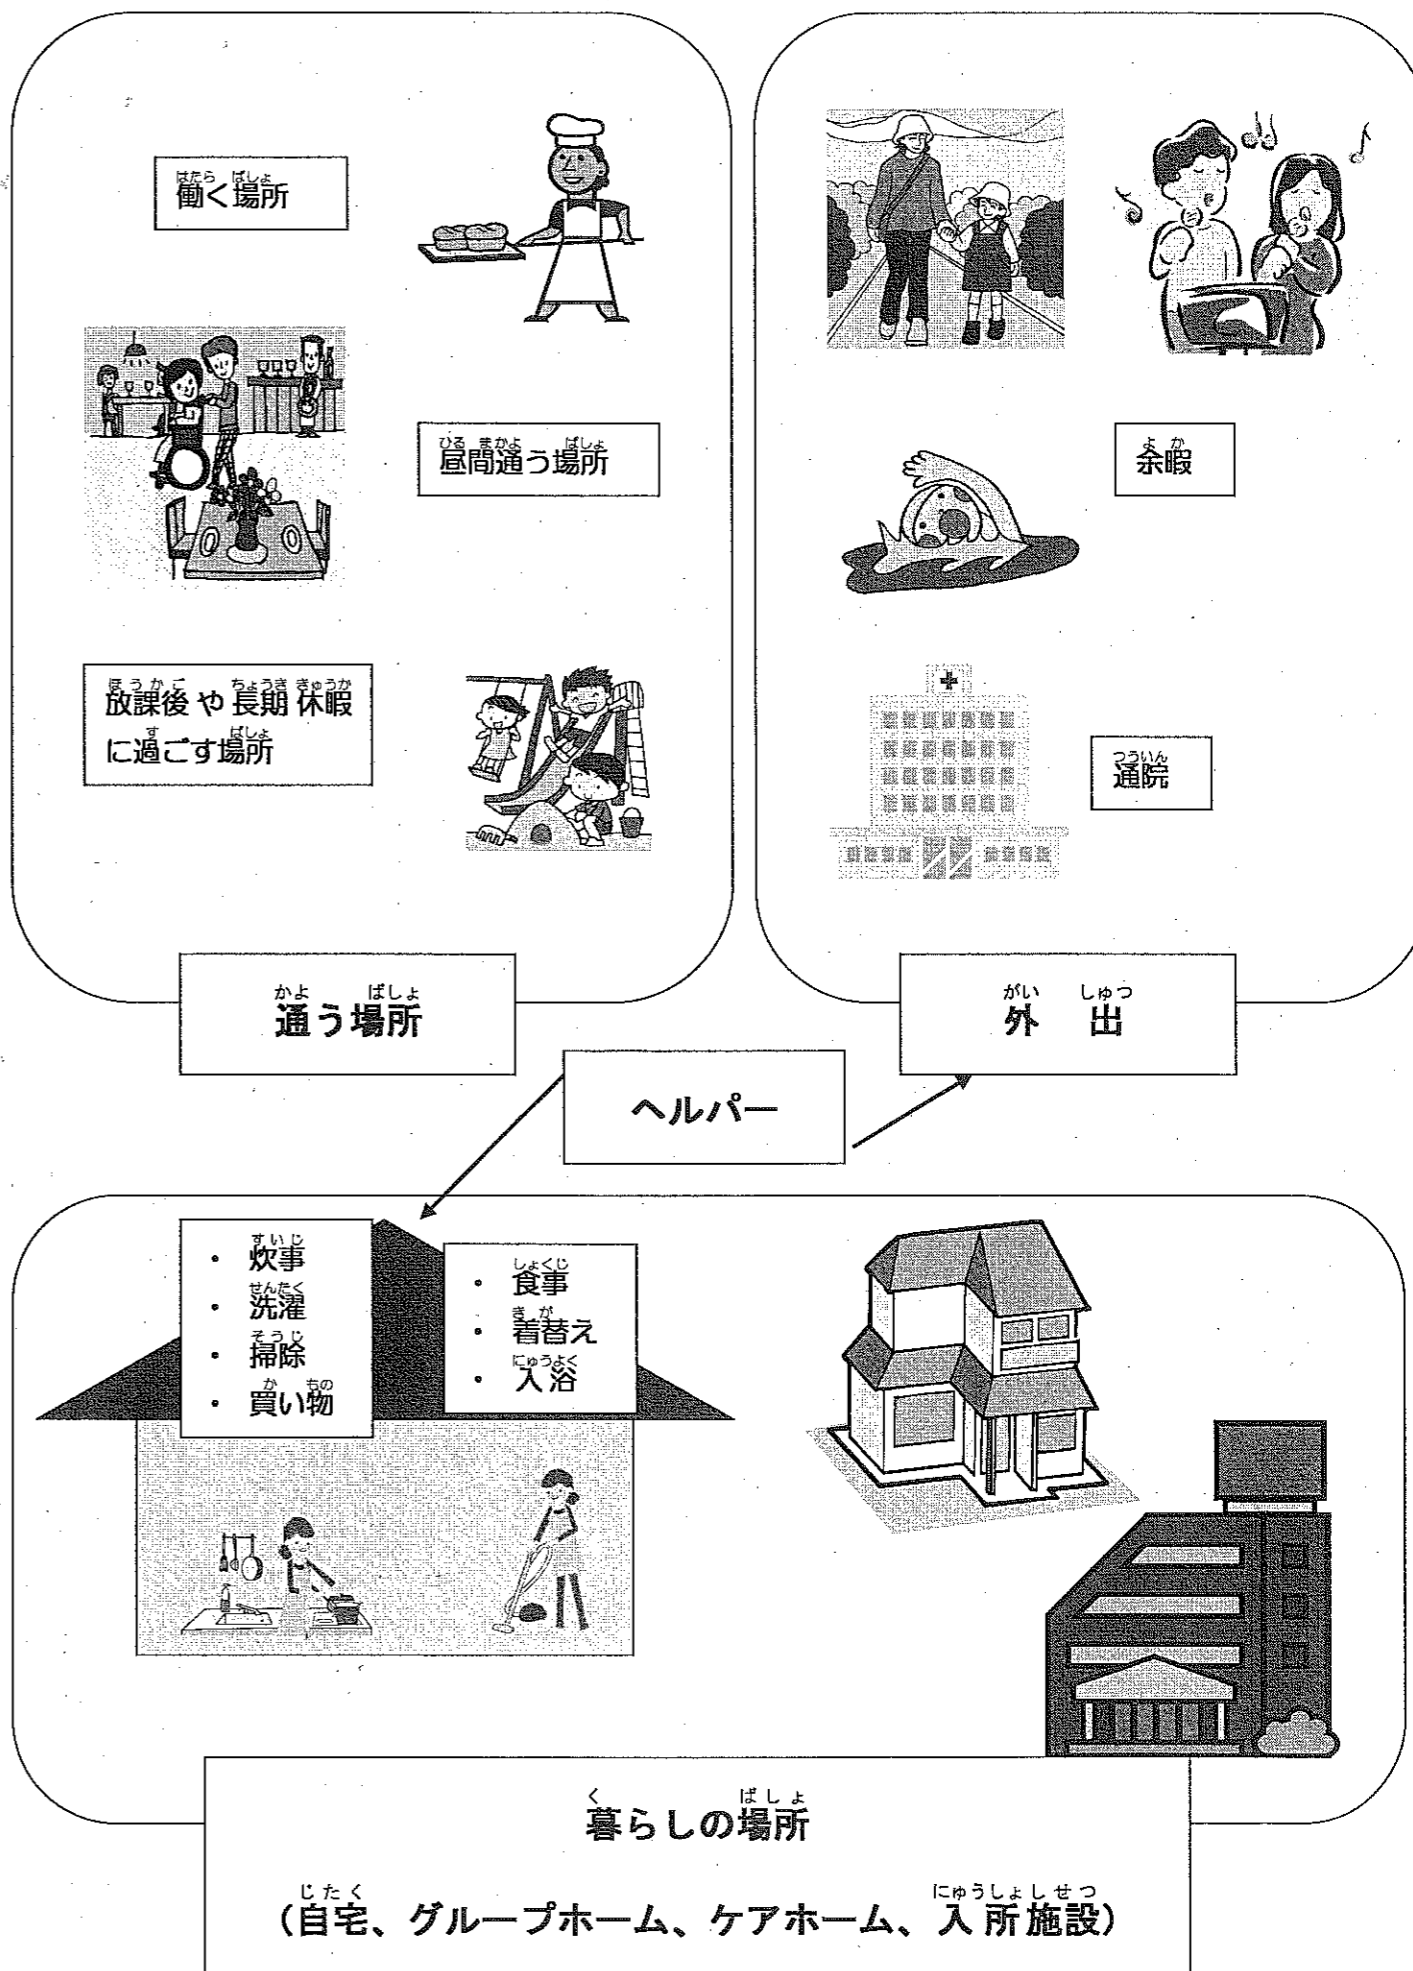 働く場所
昼間通う場所
放課後や長期休暇
に過ごす場所
通う場所
余暇
通院
外出
ヘルパー
・ 炊事
・ 洗濯
・ 掃除
・ 買い物
・ 食事
・ 着替え
・ 入浴
暮らしの場所
(自宅、グループホーム、ケアホーム、入所施設)